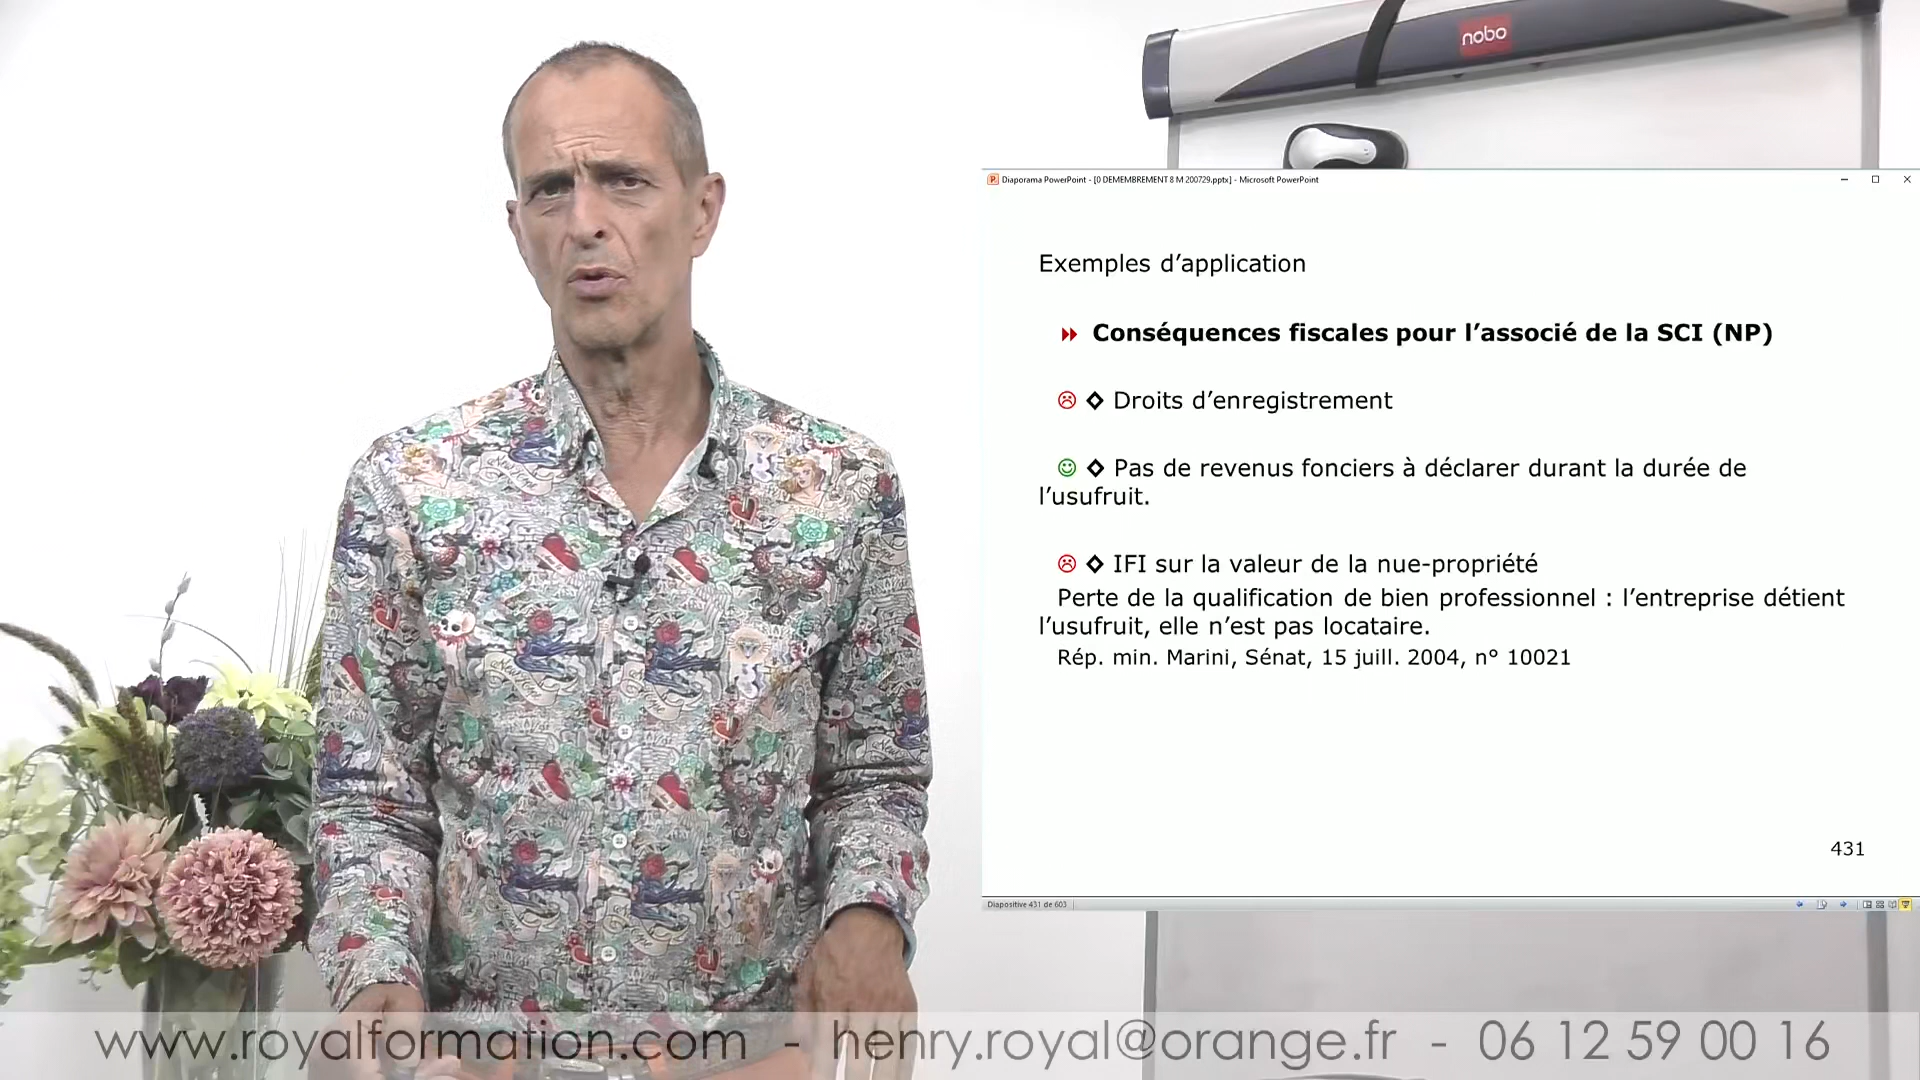 nobo
Diaporama PowerPoint - [0 DEMEMBREMENT 8 M 200729.pptx] - Microsoft PowerPoint
Exemples d’application
Conséquences fiscales pour l’associé de la SCI (NP)
Droits d’enregistrement
Pas de revenus fonciers à déclarer durant la durée de
l’usufruit.
IFI sur la valeur de la nue-propriété
Perte de la qualification de bien professionnel : l’entreprise détient
l’usufruit, elle n’est pas locataire.
Rép. min. Marini, Sénat, 15 juill. 2004, n° 10021
431
Diapositive 431 de 603
www.royalformation.com - henry.royal@orange.fr - 06 12 59 00 16